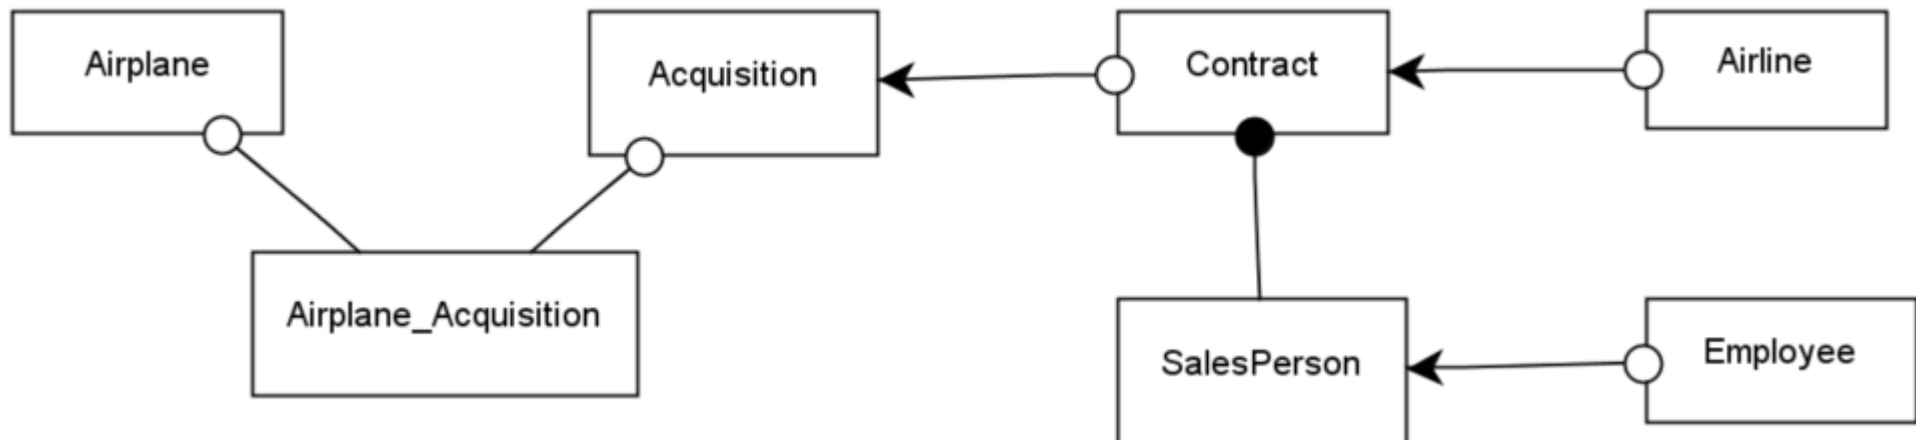 Airplane
Acquisition
Contract
Airline
Airplane_Acquisition
SalesPerson
Employee